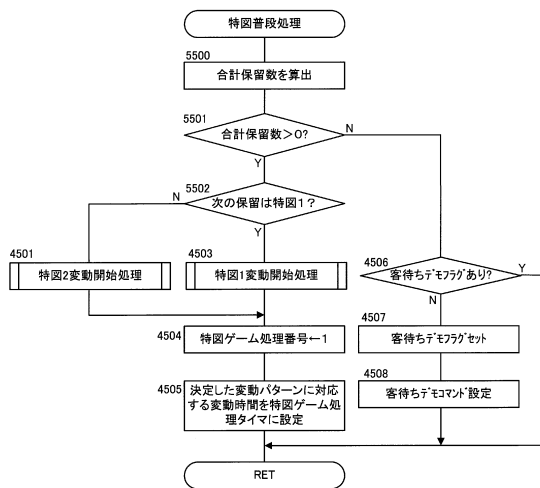 特図普段処理
5500
合計保留数を算出
5501
合計保留数>0?
N
Y
5502
次の保留は特図1?
N
Y
4501
特図2変動開始処理
4503
特図1変動開始処理
4506
客待ちﾃﾞﾓﾌﾗｸﾞあり?
Y
N
4504
特図ゲーム処理番号←1
4507
客待ちﾃﾞﾓﾌﾗｸﾞｾｯﾄ
4505
決定した変動パターンに対応
する変動時間を特図ゲーム処
理タイマに設定
4508
客待ちﾃﾞﾓｺﾏﾝﾄﾞ設定
RET